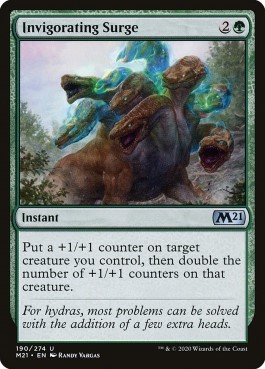 Invigorating Surge 2
Instant M21
Put a +1/+1 counter on target
creature you control, then double the
number of +1/+1 counters on that
creature.
For hydras, most problems can be solved
with the addition of a few extra heads.
190/274 U
M21 • EN RANDY VARGAS ™ & © 2020 Wizards of the Coast